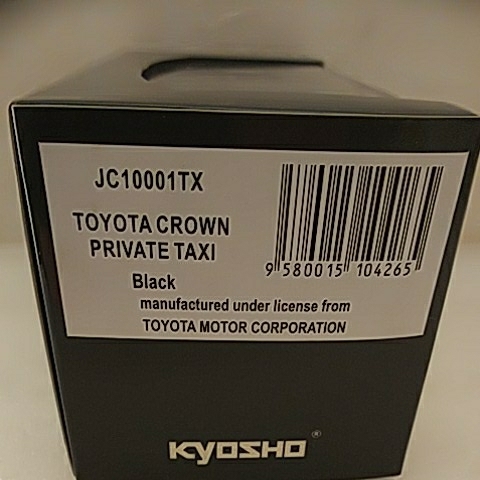 JC10001TX
TOYOTA CROWN
PRIVATE TAXI
Black
manufactured under license from
TOYOTA MOTOR CORPORATION
9 580015 104265
KYOSHO®